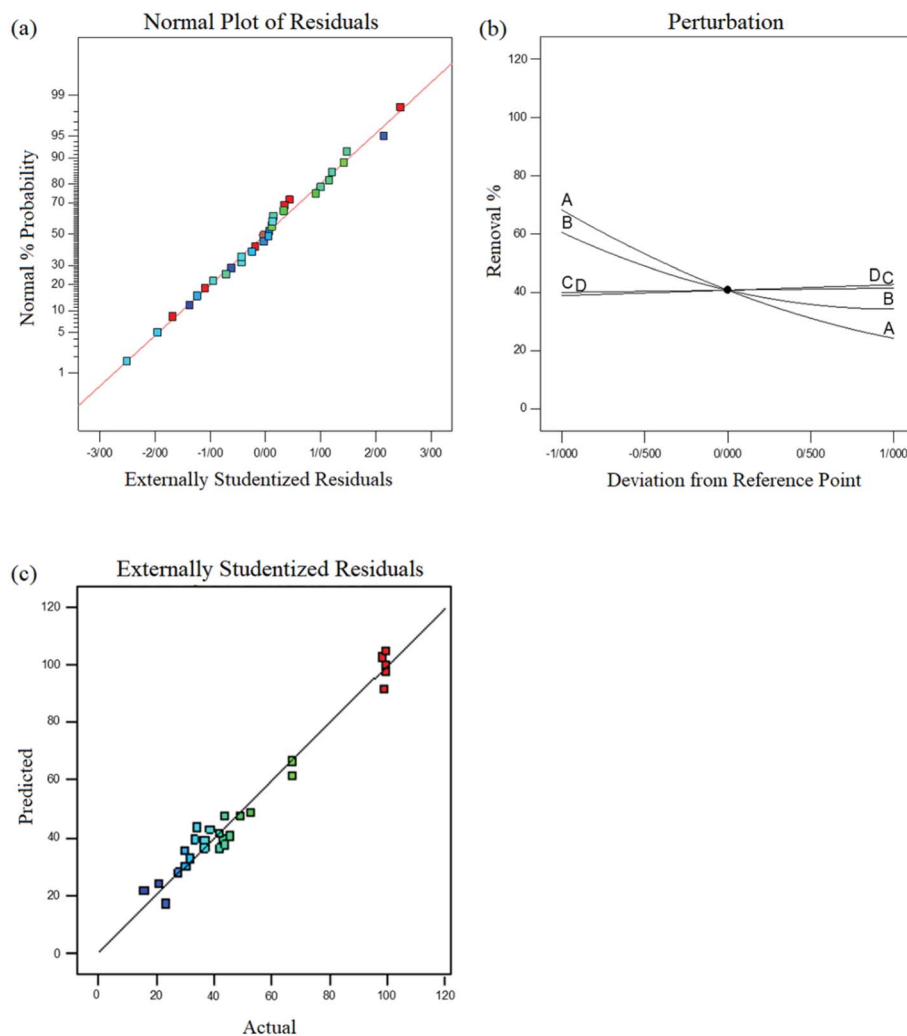 (a)
Normal Plot of Residuals
Normal % Probability
99
95
90
80
70
50
30
20
10
5
1
-3/00 -2/00 -1/00 0/00 1/00 2/00 3/00
Externally Studentized Residuals
(b)
Perturbation
Removal %
120
100
80
60
40
20
0
A
B
C D
D C
B
A
-1/000 -0/500 0/000 0/500 1/000
Deviation from Reference Point
(c)
Externally Studentized Residuals
Predicted
120
100
80
60
40
20
0
0 20 40 60 80 100 120
Actual